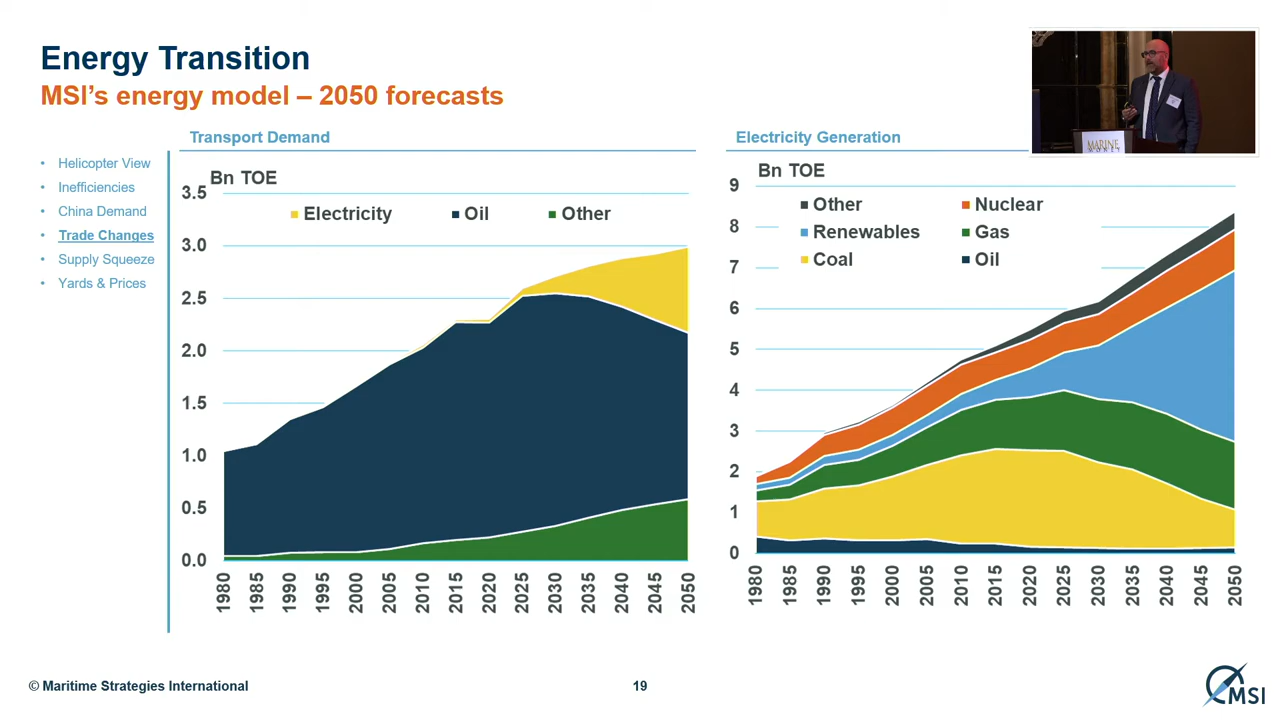 Energy Transition
MSI's energy model – 2050 forecasts
• Helicopter View
• Inefficiencies
• China Demand
• Trade Changes
• Supply Squeeze
• Yards & Prices
Transport Demand
Bn TOE
3.5
3.0
2.5
2.0
1.5
1.0
0.5
0.0
Electricity Oil Other
1980 1985 1990 1995 2000 2005 2010 2015 2020 2025 2030 2035 2040 2045 2050
Electricity Generation
Bn TOE
9
8
7
6
5
4
3
2
1
0
Other Nuclear
Renewables Gas
Coal Oil
1980 1985 1990 1995 2000 2005 2010 2015 2020 2025 2030 2035 2040 2045 2050
MARINE
MONEY
© Maritime Strategies International
19
MSI